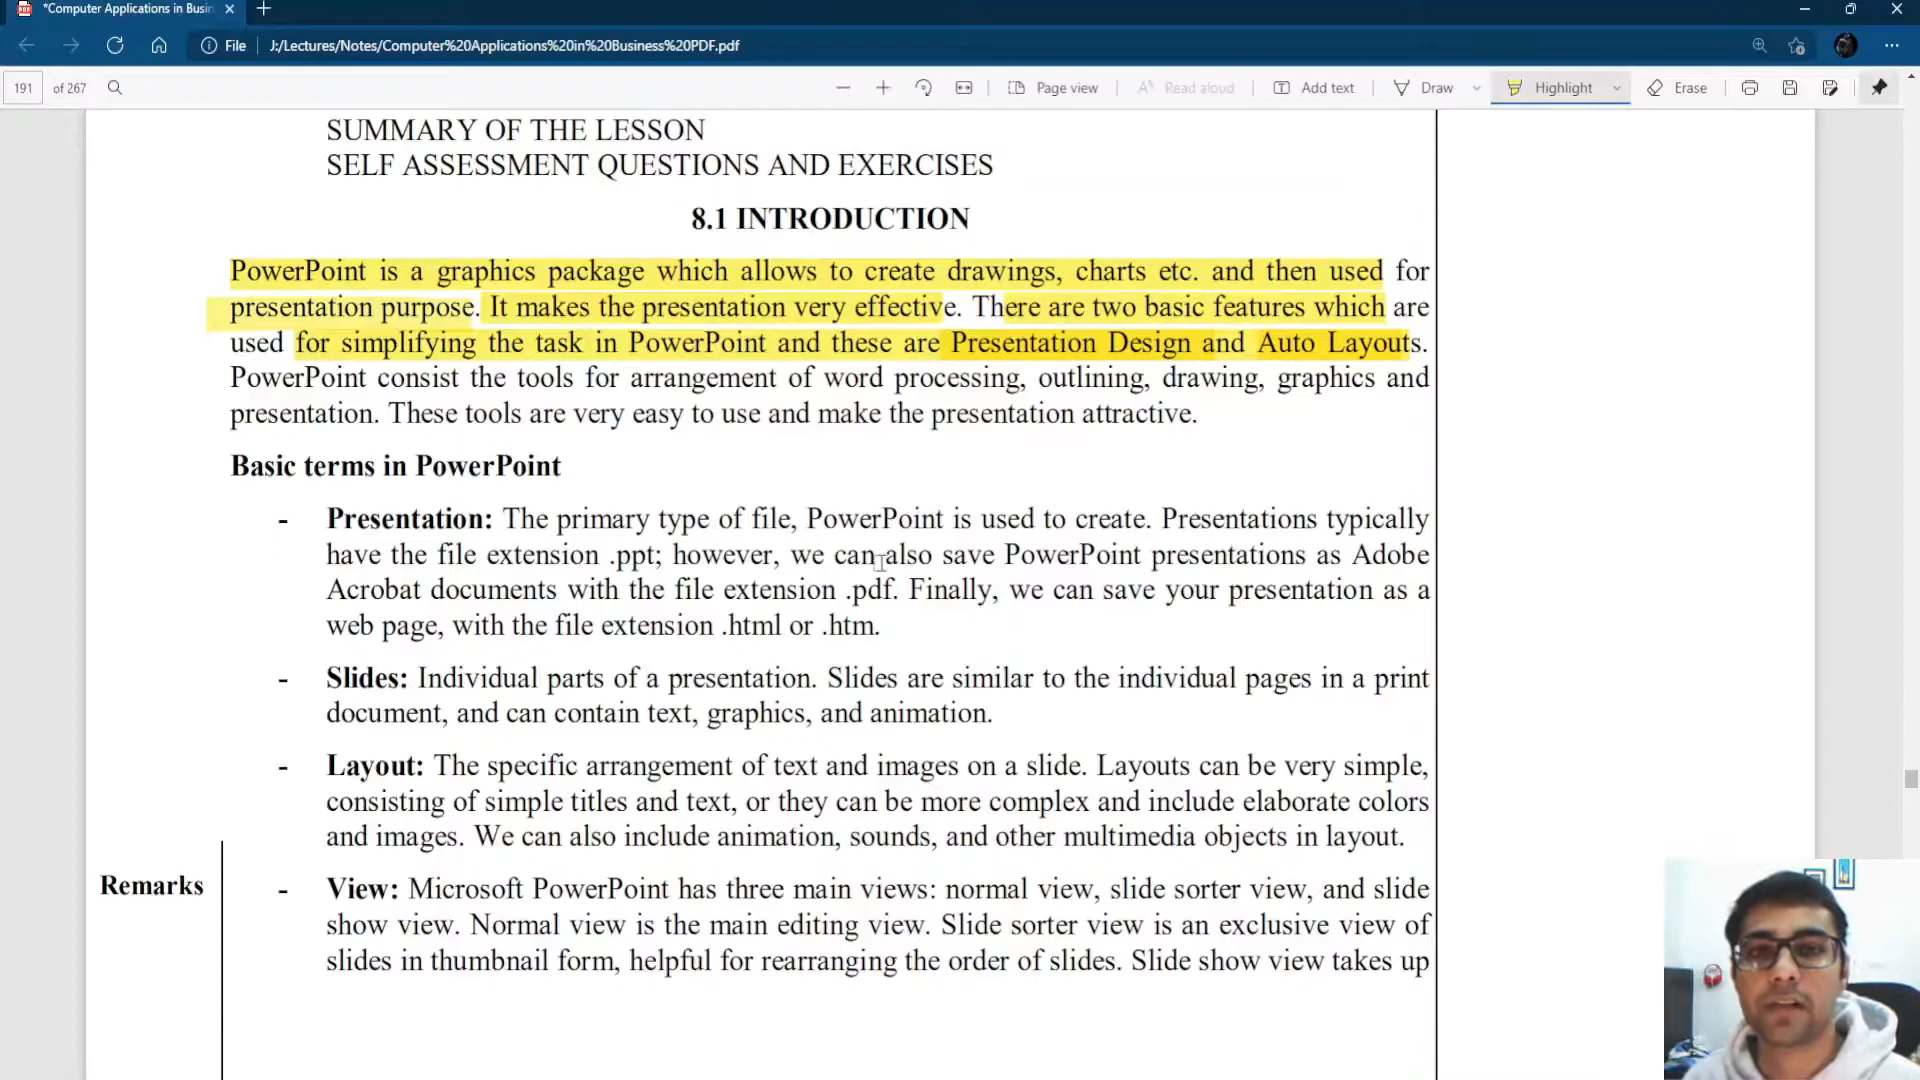 *Computer Applications in Busin
File J:/Lectures/Notes/Computer%20Applications%20in%20Business%20PDF.pdf
191 of 267 Page view Read aloud Add text Draw Highlight Erase
SUMMARY OF THE LESSON
SELF ASSESSMENT QUESTIONS AND EXERCISES
8.1 INTRODUCTION
PowerPoint is a graphics package which allows to create drawings, charts etc. and then used for
presentation purpose. It makes the presentation very effective. There are two basic features which are
used for simplifying the task in PowerPoint and these are Presentation Design and Auto Layouts.
PowerPoint consist the tools for arrangement of word processing, outlining, drawing, graphics and
presentation. These tools are very easy to use and make the presentation attractive.
Basic terms in PowerPoint
- Presentation: The primary type of file, PowerPoint is used to create. Presentations typically
have the file extension .ppt; however, we can also save PowerPoint presentations as Adobe
Acrobat documents with the file extension .pdf. Finally, we can save your presentation as a
web page, with the file extension .html or .htm.
- Slides: Individual parts of a presentation. Slides are similar to the individual pages in a print
document, and can contain text, graphics, and animation.
- Layout: The specific arrangement of text and images on a slide. Layouts can be very simple,
consisting of simple titles and text, or they can be more complex and include elaborate colors
and images. We can also include animation, sounds, and other multimedia objects in layout.
Remarks
- View: Microsoft PowerPoint has three main views: normal view, slide sorter view, and slide
show view. Normal view is the main editing view. Slide sorter view is an exclusive view of
slides in thumbnail form, helpful for rearranging the order of slides. Slide show view takes up